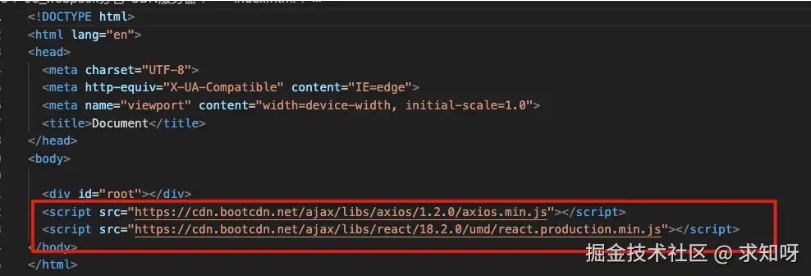 <!DOCTYPE html>
<html lang="en">
<head>
<meta charset="UTF-8">
<meta http-equiv="X-UA-Compatible" content="IE=edge">
<meta name="viewport" content="width=device-width, initial-scale=1.0">
<title>Document</title>
</head>
<body>
<div id="root"></div>
<script src="https://cdn.bootcdn.net/ajax/libs/axios/1.2.0/axios.min.js"></script>
<script src="https://cdn.bootcdn.net/ajax/libs/react/18.2.0/umd/react.production.min.js"></script>
</body>
</html>
掘金技术社区 @ 求知呀